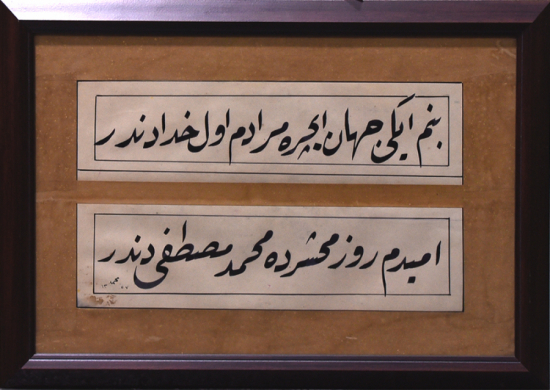 بنم ایکی جهان ایچره مرادم اول خدادندر
امیدم روز محشرده محمد مصطفی دندر